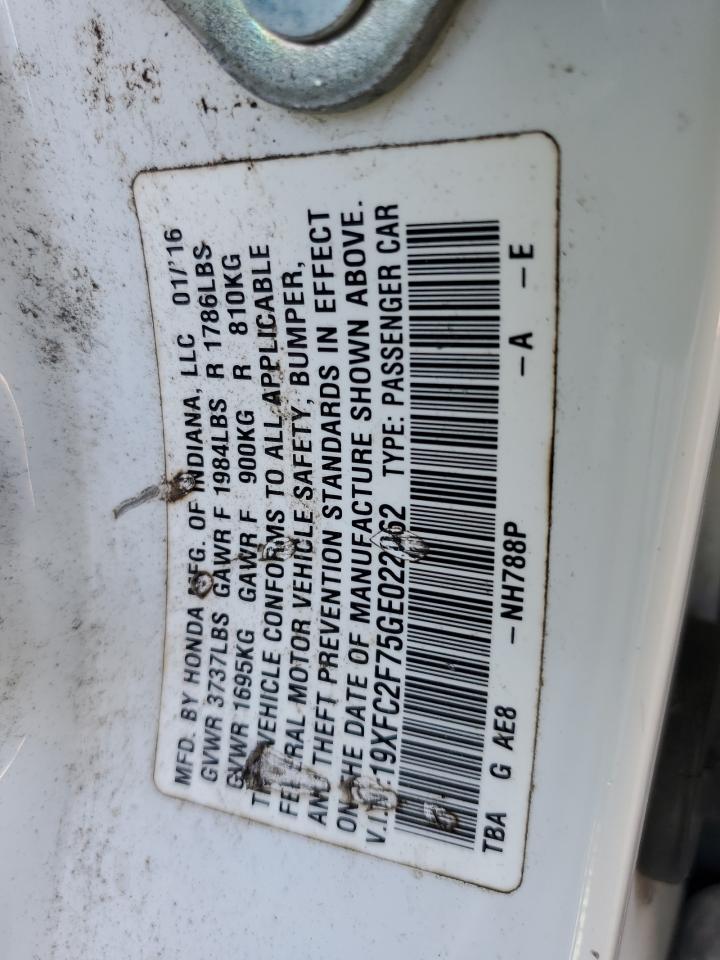 MFD. BY HONDA MFG. OF INDIANA, LLC 01/'16
GVWR 3737LBS GAWR F 1984LBS R 1786LBS
GVWR 1695KG GAWR F 900KG R 810KG
VEHICLE CONFORMS TO ALL APPLICABLE
FEDERAL MOTOR VEHICLE SAFETY, BUMPER,
AND THEFT PREVENTION STANDARDS IN EFFECT
ON THE DATE OF MANUFACTURE SHOWN ABOVE.
V.I.N.: TYPE: PASSENGER CAR
TBA G AE8 -NH788P -A -E